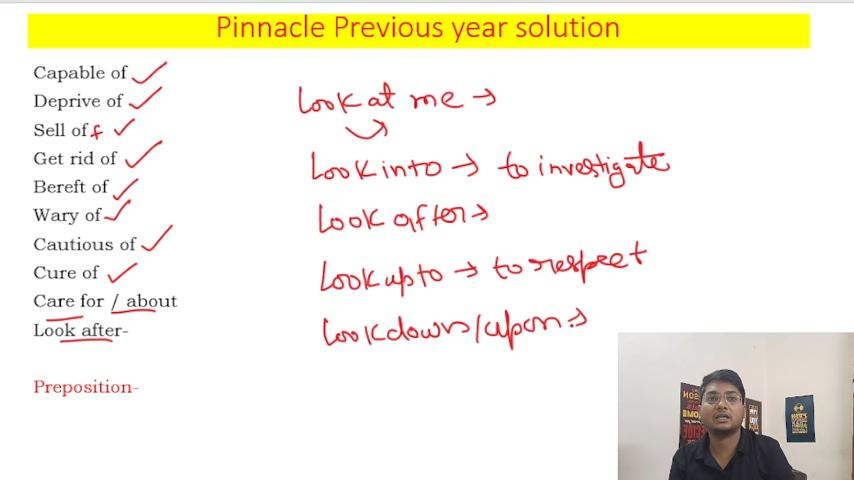 Pinnacle Previous year solution
Capable of
Deprive of
Sell off
Get rid of
Bereft of
Wary of
Cautious of
Cure of
Care for / about
Look after-
Preposition-
Look at me →
Look into → to investigate
Look after →
Look up to → to respect
Look down/upon →